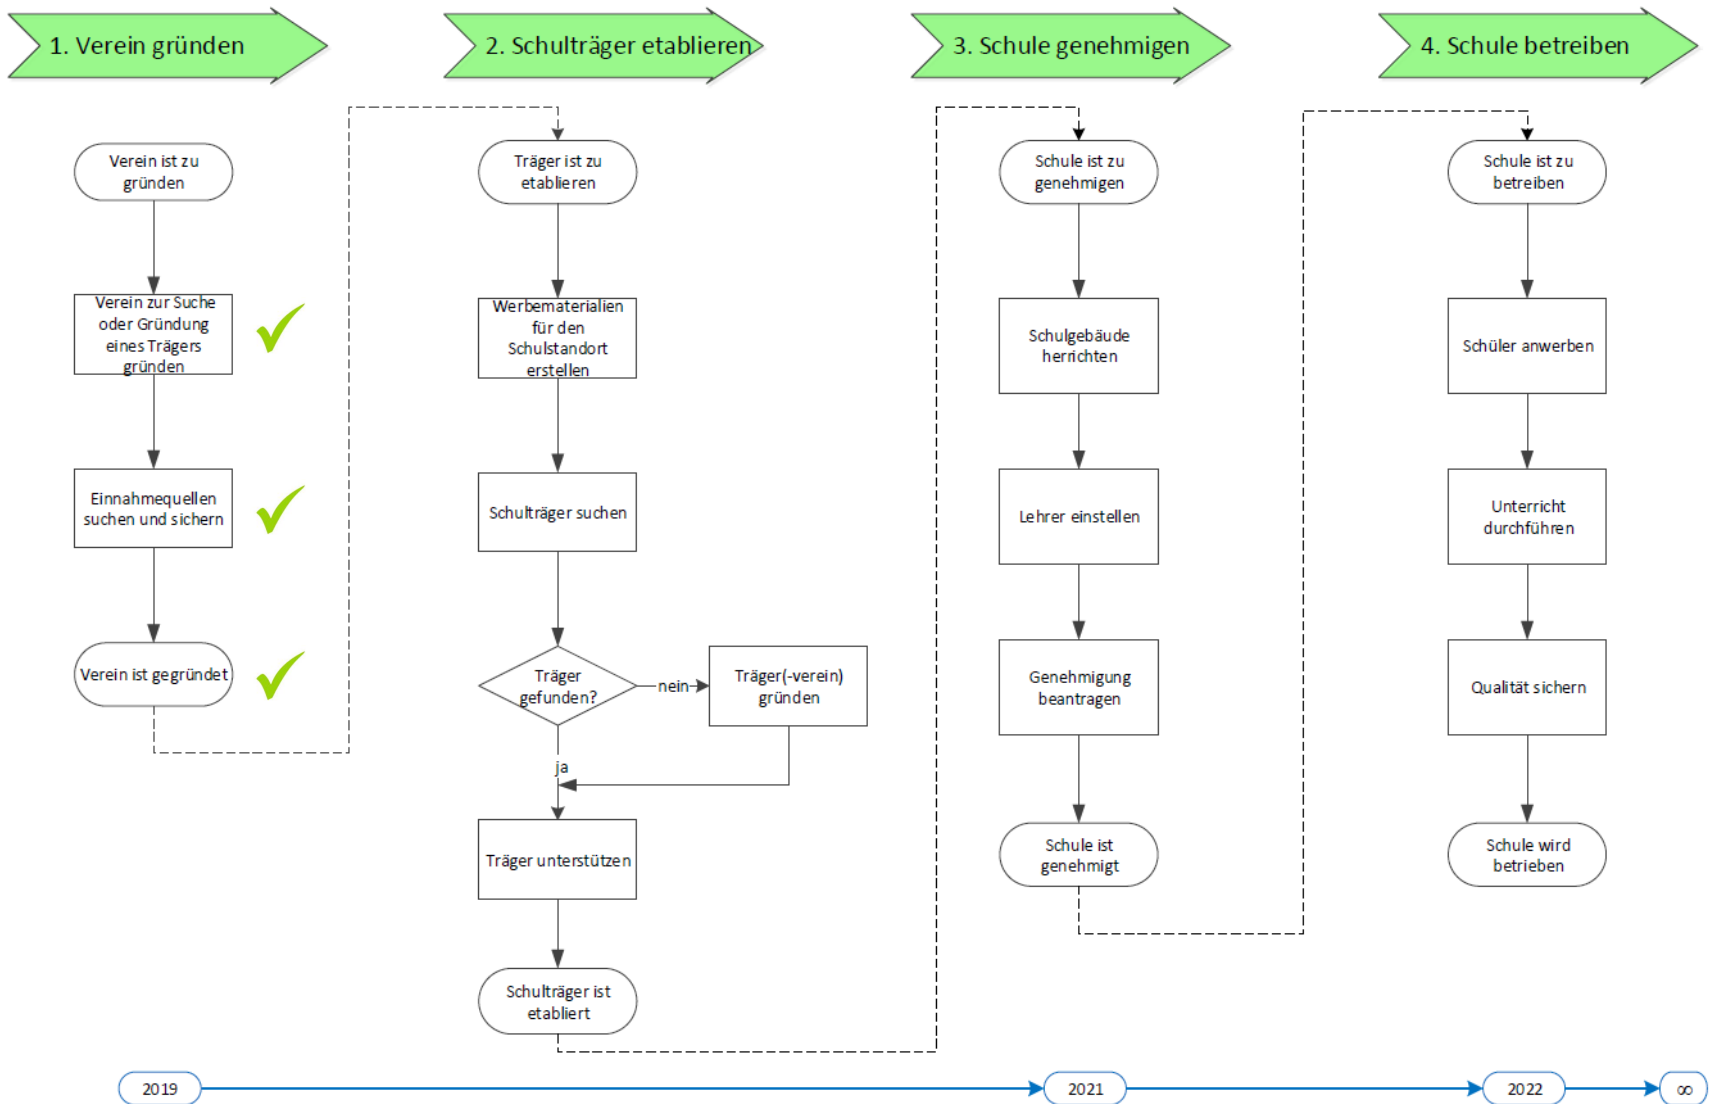 1. Verein gründen
2. Schulträger etablieren
3. Schule genehmigen
4. Schule betreiben
Verein ist zu
gründen
Verein zur Suche
oder Gründung
eines Trägers
gründen
Einnahmequellen
suchen und sichern
Verein ist gegründet
Träger ist zu
etablieren
Werbematerialien
für den
Schulstandort
erstellen
Schulträger suchen
Träger
gefunden?
nein
Träger(-verein)
gründen
ja
Träger unterstützen
Schulträger ist
etabliert
Schule ist zu
genehmigen
Schulgebäude
herrichten
Lehrer einstellen
Genehmigung
beantragen
Schule ist
genehmigt
Schule ist zu
betreiben
Schüler anwerben
Unterricht
durchführen
Qualität sichern
Schule wird
betrieben
2019
2021
2022
∞